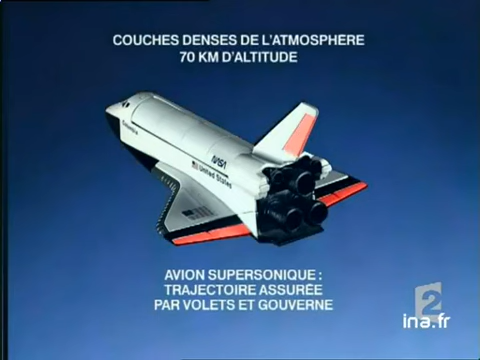 COUCHES DENSES DE L'ATMOSPHERE
70 KM D'ALTITUDE
Columbia
NASA
United States
AVION SUPERSONIQUE :
TRAJECTOIRE ASSURÉE
PAR VOLETS ET GOUVERNE
2
ina.fr